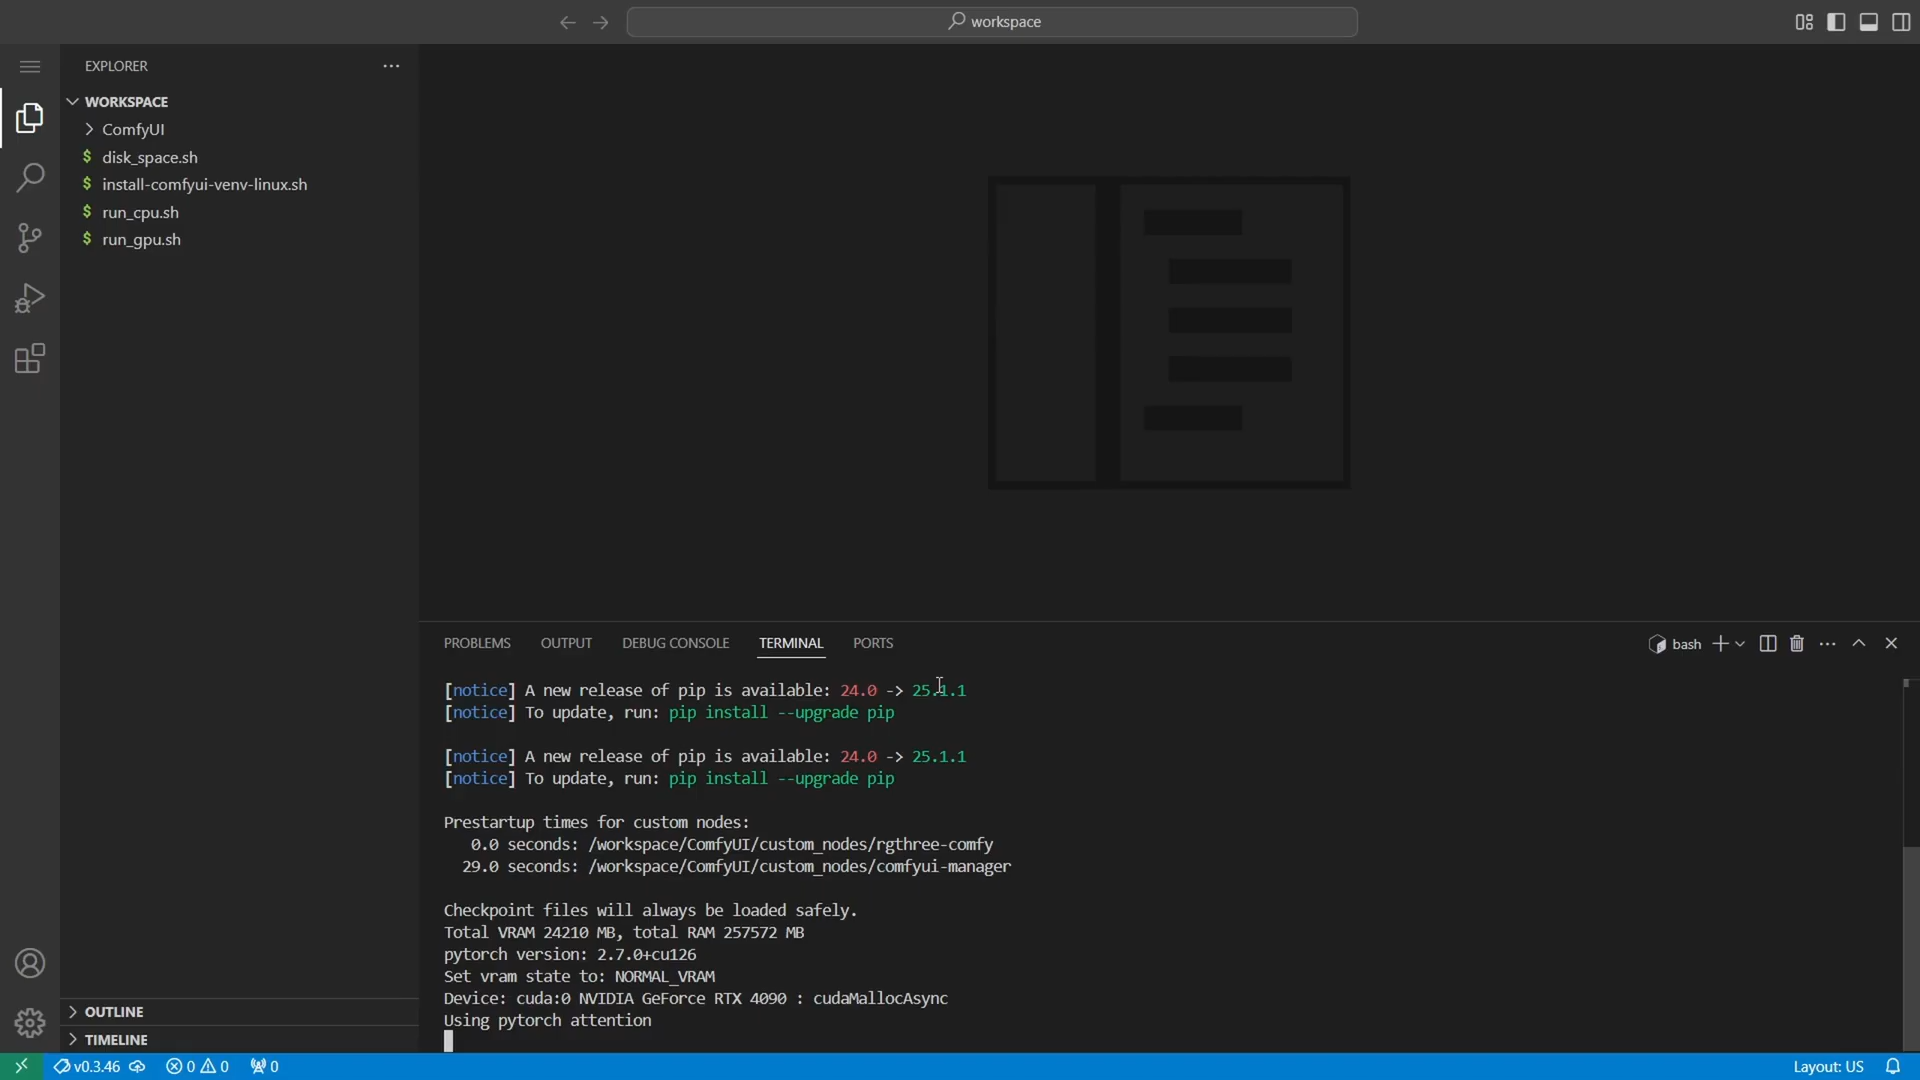 workspace
EXPLORER
WORKSPACE
ComfyUI
$ disk_space.sh
$ install-comfyui-venv-linux.sh
$ run_cpu.sh
$ run_gpu.sh
OUTLINE
TIMELINE
PROBLEMS OUTPUT DEBUG CONSOLE TERMINAL PORTS
bash
[notice] A new release of pip is available: 24.0 -> 25.1.1
[notice] To update, run: pip install --upgrade pip
[notice] A new release of pip is available: 24.0 -> 25.1.1
[notice] To update, run: pip install --upgrade pip
Prestartup times for custom nodes:
0.0 seconds: /workspace/ComfyUI/custom_nodes/rgthree-comfy
29.0 seconds: /workspace/ComfyUI/custom_nodes/comfyui-manager
Checkpoint files will always be loaded safely.
Total VRAM 24210 MB, total RAM 257572 MB
pytorch version: 2.7.0+cu126
Set vram state to: NORMAL_VRAM
Device: cuda:0 NVIDIA GeForce RTX 4090 : cudaMallocAsync
Using pytorch attention
v0.3.46 0 0 0 Layout: US